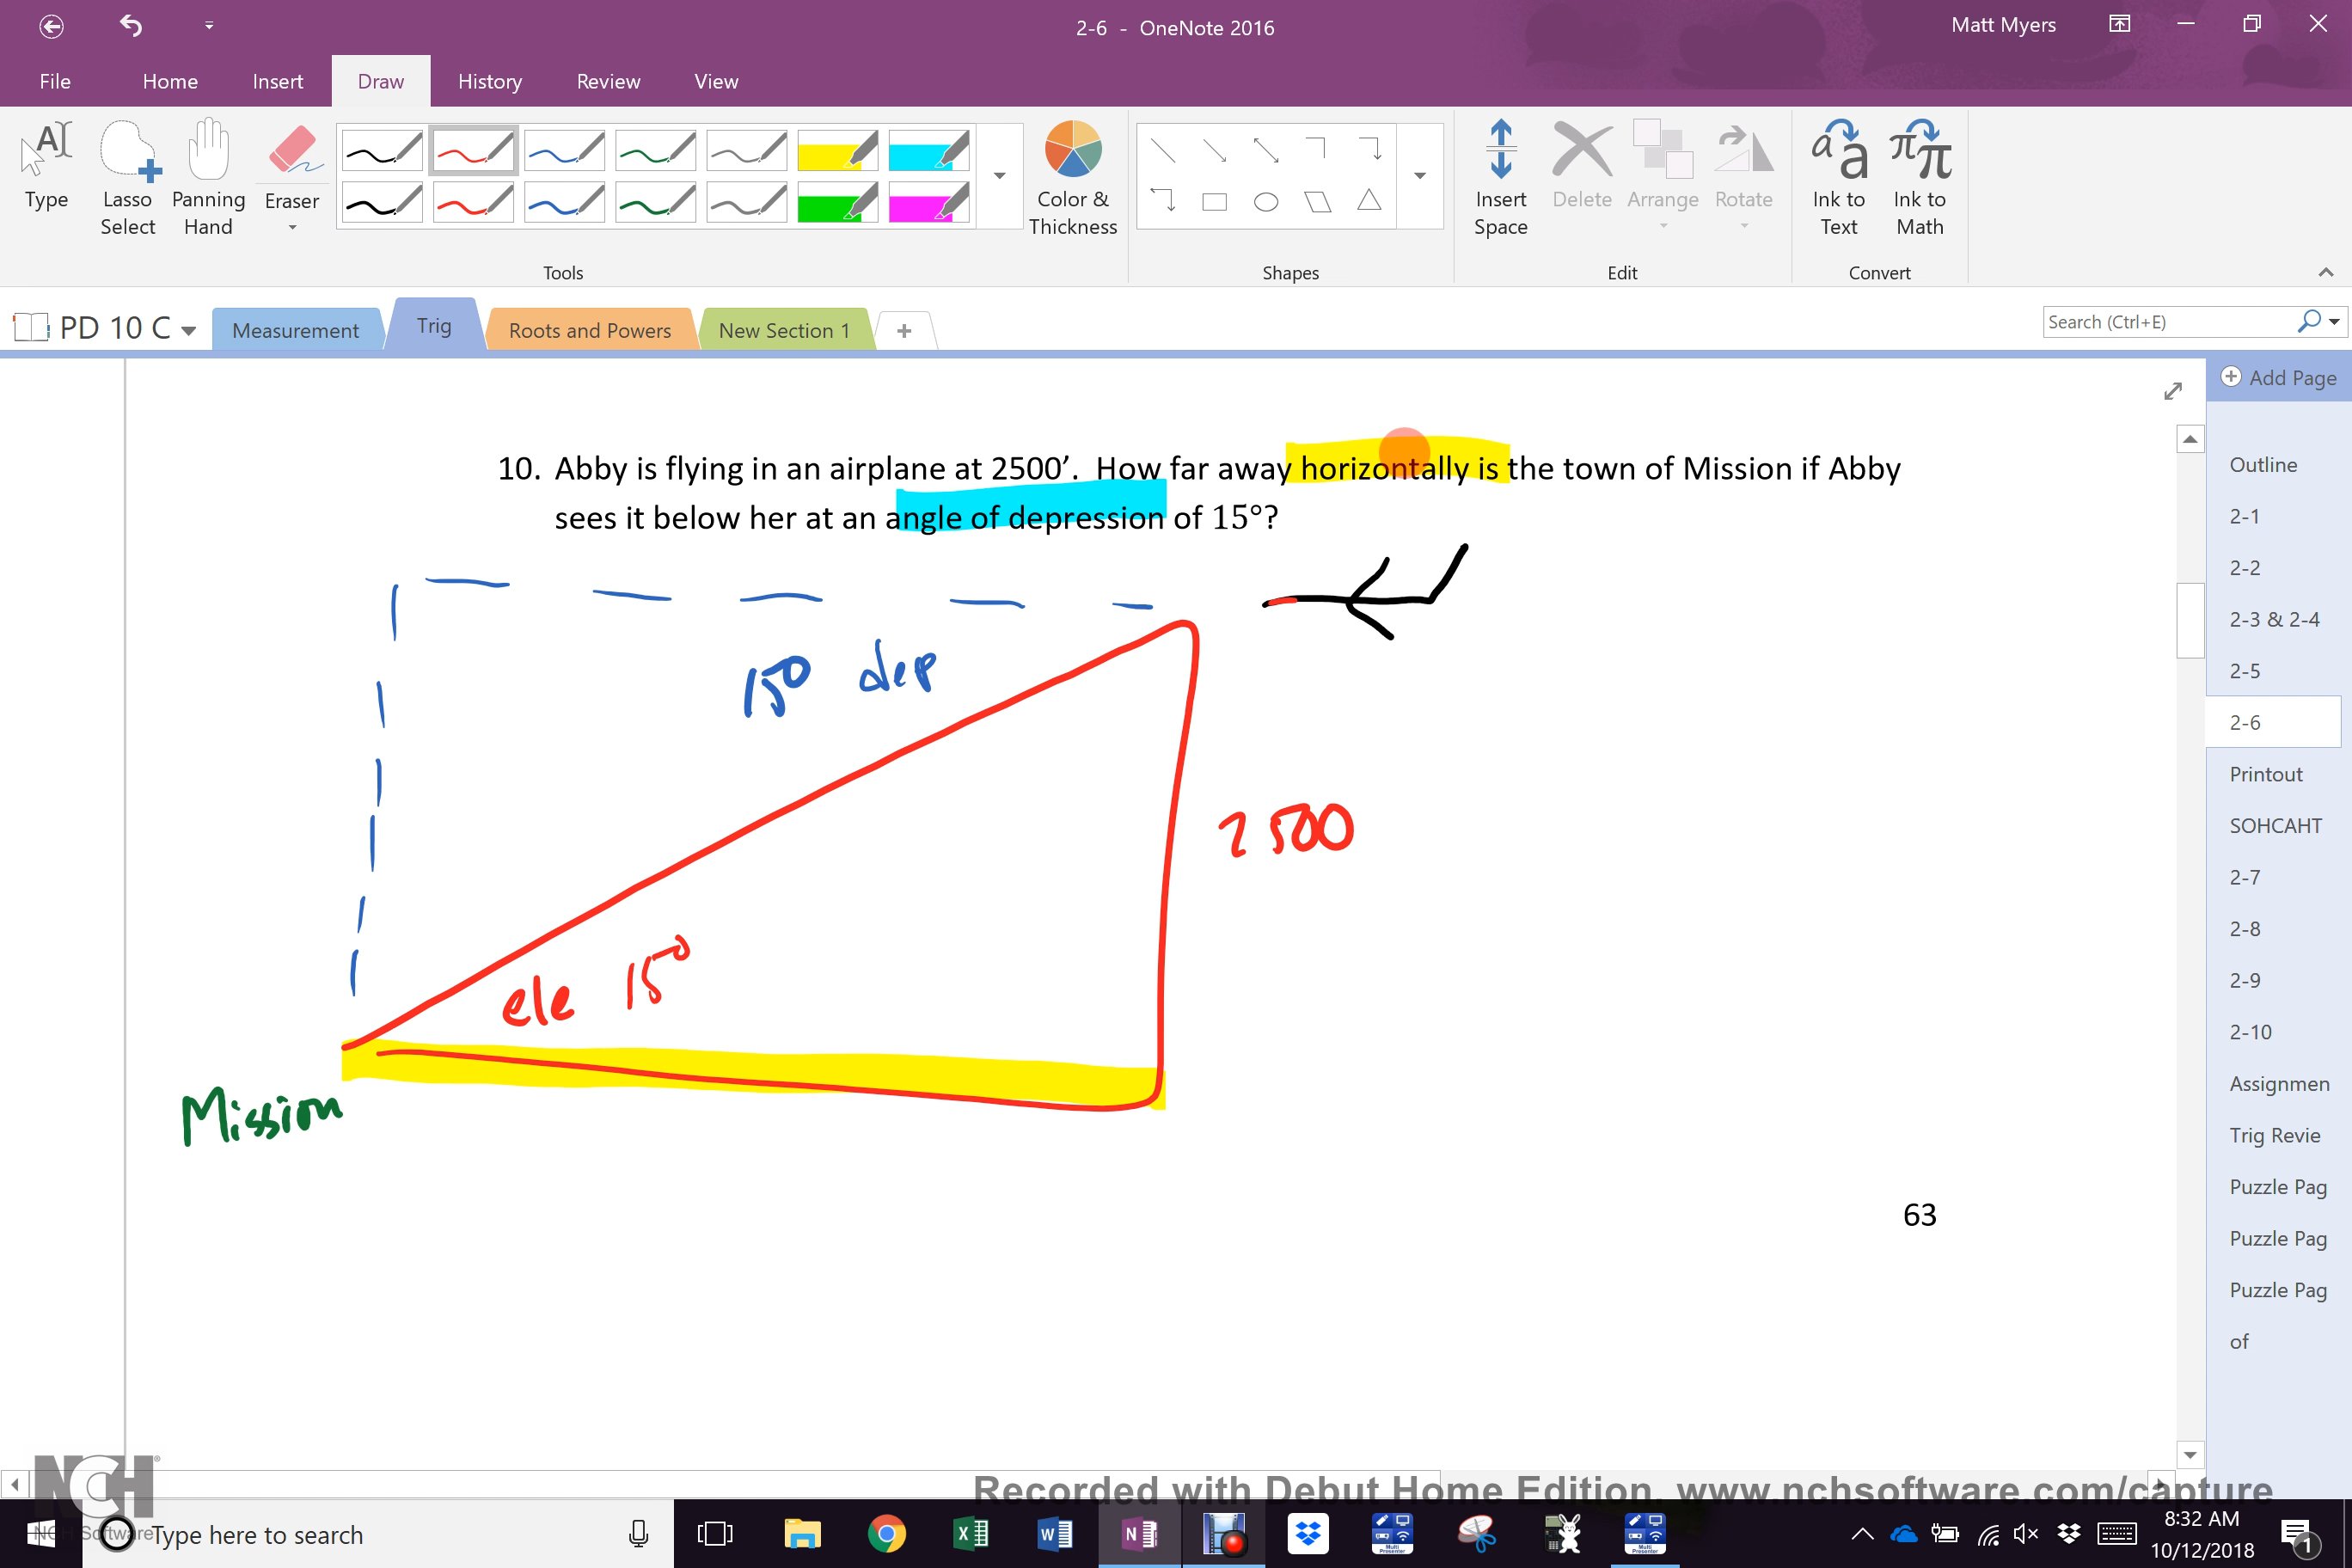 2-6 - OneNote 2016
Matt Myers
File Home Insert Draw History Review View
Type
Lasso Select
Panning Hand
Eraser
Color & Thickness
Insert Space
Delete
Arrange
Rotate
Ink to Text
Ink to Math
Tools
Shapes
Edit
Convert
PD 10 C
Measurement
Trig
Roots and Powers
New Section 1
Search (Ctrl+E)
Add Page
Outline
2-1
2-2
2-3 & 2-4
2-5
2-6
Printout
SOHCAHT
2-7
2-8
2-9
2-10
Assignmen
Trig Revie
Puzzle Pag
Puzzle Pag
Puzzle Pag
of
10. Abby is flying in an airplane at 2500’. How far away horizontally is the town of Mission if Abby
sees it below her at an angle of depression of 15°?
15° dep
2500
ele 15°
Mission
63
NCH®
NCH Software
Recorded with Debut Home Edition. www.nchsoftware.com/capture
Type here to search
8:32 AM
10/12/2018
1